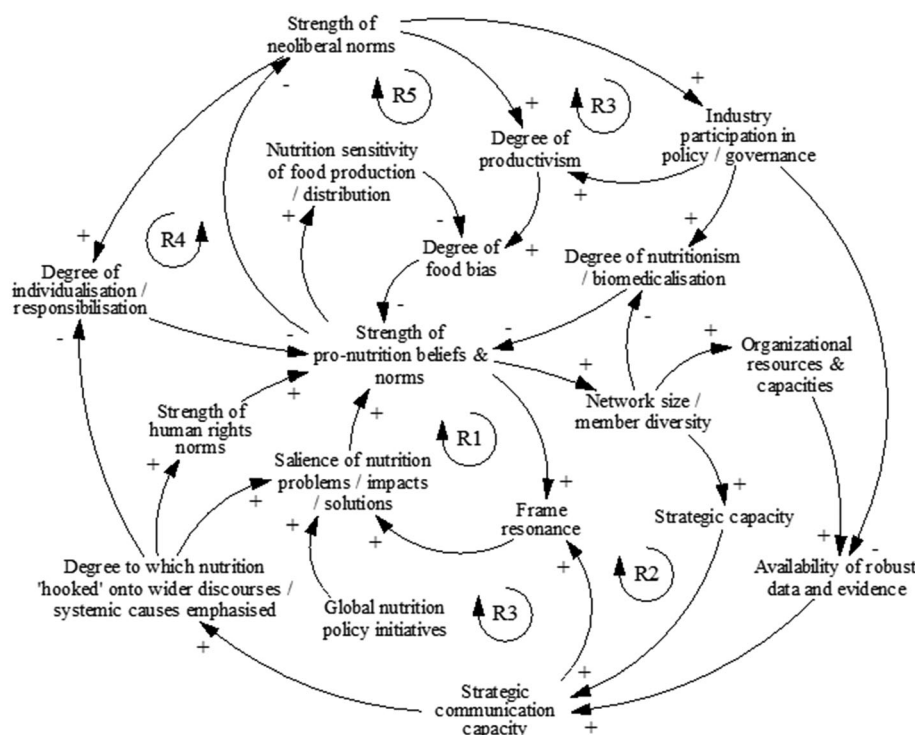 Strength of
neoliberal norms
-
R5
+
R3
+
Industry
participation in
policy / governance
Degree of
productivism
+
Nutrition sensitivity
of food production
/ distribution
+
-
+
Degree of
food bias
-
+
Degree of nutritionism
/ biomedicalisation
-
-
+
R4
Degree of
individualisation /
responsibilisation
-
-
Strength of
pro-nutrition beliefs &
norms
+
+
Organizational
resources &
capacities
Network size /
member diversity
Strength of
human rights
norms
+
+
+
R1
Salience of nutrition
problems / impacts
/ solutions
+
+
+
+
Frame
resonance
+
+
Strategic capacity
R2
+
-
Availability of robust
data and evidence
Degree to which nutrition
'hooked' onto wider discourses /
systemic causes emphasised
+
Global nutrition
policy initiatives
R3
Strategic
communication
capacity
+
+